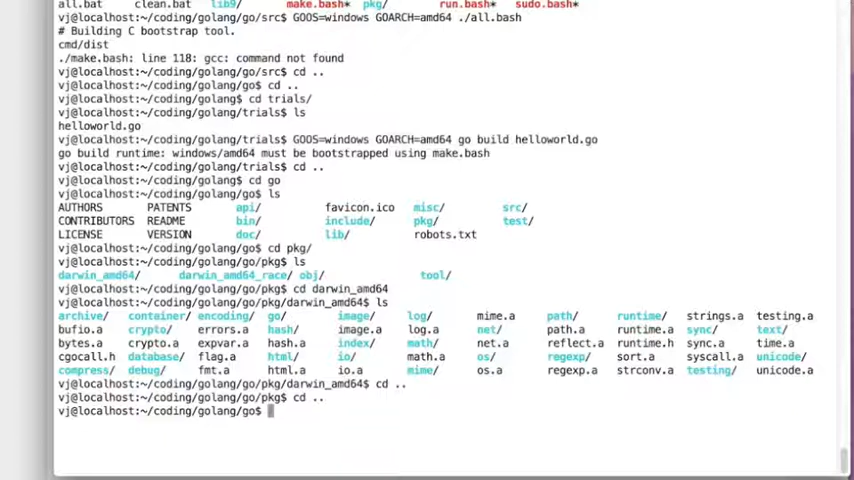 all.bat clean.bat lib9/ make.bash* pkg/ run.bash* sudo.bash*
vj@localhost:~/coding/golang/go/src$ GOOS=windows GOARCH=amd64 ./all.bash
# Building C bootstrap tool.
cmd/dist
./make.bash: line 118: gcc: command not found
vj@localhost:~/coding/golang/go/src$ cd ..
vj@localhost:~/coding/golang/go$ cd ..
vj@localhost:~/coding/golang$ cd trials/
vj@localhost:~/coding/golang/trials$ ls
helloworld.go
vj@localhost:~/coding/golang/trials$ GOOS=windows GOARCH=amd64 go build helloworld.go
go build runtime: windows/amd64 must be bootstrapped using make.bash
vj@localhost:~/coding/golang/trials$ cd ..
vj@localhost:~/coding/golang$ cd go
vj@localhost:~/coding/golang/go$ ls
AUTHORS PATENTS api/ favicon.ico misc/ src/
CONTRIBUTORS README bin/ include/ pkg/ test/
LICENSE VERSION doc/ lib/ robots.txt
vj@localhost:~/coding/golang/go$ cd pkg/
vj@localhost:~/coding/golang/go/pkg$ ls
darwin_amd64/ darwin_amd64_race/ obj/ tool/
vj@localhost:~/coding/golang/go/pkg$ cd darwin_amd64
vj@localhost:~/coding/golang/go/pkg/darwin_amd64$ ls
archive/ container/ encoding/ go/ image/ log/ mime.a path/ runtime/ strings.a testing.a
bufio.a crypto/ errors.a hash/ image.a log.a net/ path.a runtime.a sync/ text/
bytes.a crypto.a expvar.a hash.a index/ math/ net.a reflect.a runtime.h sync.a time.a
cgocall.h database/ flag.a html/ io/ math.a os/ regexp/ sort.a syscall.a unicode/
compress/ debug/ fmt.a html.a io.a mime/ os.a regexp.a strconv.a testing/ unicode.a
vj@localhost:~/coding/golang/go/pkg/darwin_amd64$ cd ..
vj@localhost:~/coding/golang/go/pkg$ cd ..
vj@localhost:~/coding/golang/go$